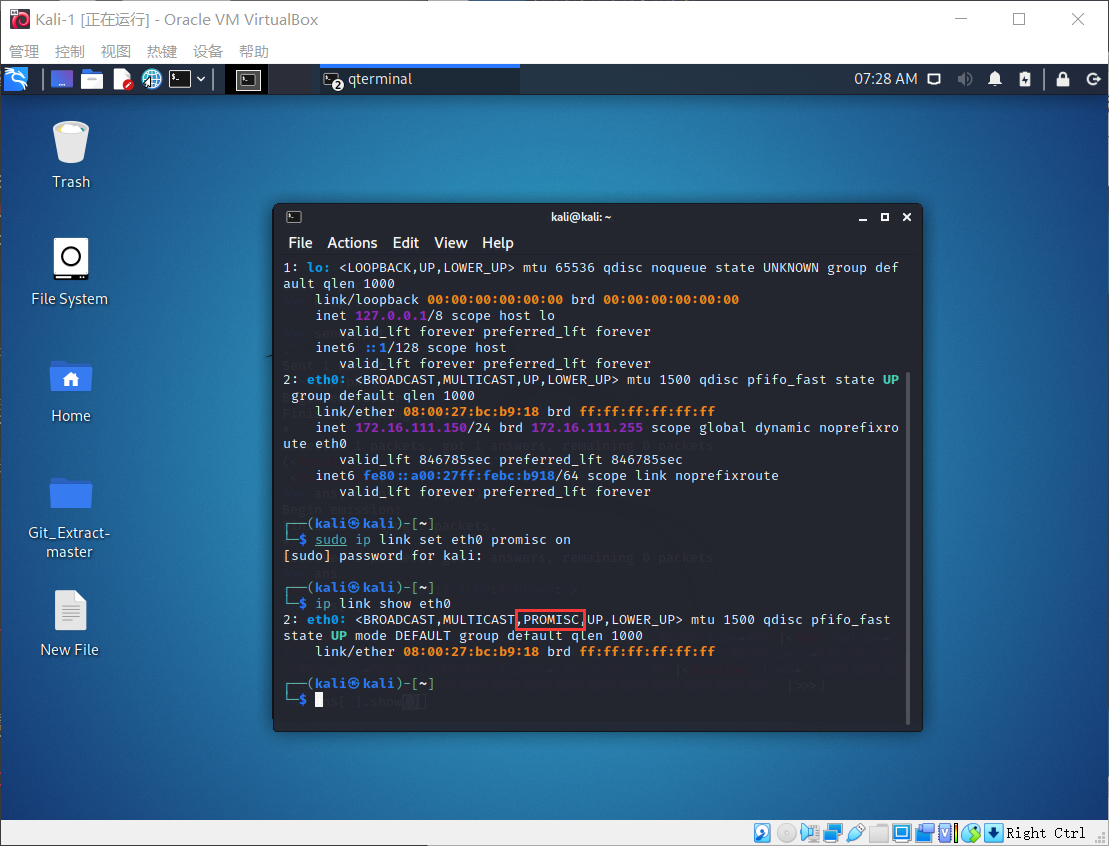 Kali-1 [正在运行] - Oracle VM VirtualBox
管理 控制 视图 热键 设备 帮助
2 qterminal 07:28 AM
Trash
File System
Home
Git_Extract-
master
New File
kali@kali: ~
File Actions Edit View Help
1: lo: <LOOPBACK,UP,LOWER_UP> mtu 65536 qdisc noqueue state UNKNOWN group def
ault qlen 1000
link/loopback 00:00:00:00:00:00 brd 00:00:00:00:00:00
inet 127.0.0.1/8 scope host lo
valid_lft forever preferred_lft forever
inet6 ::1/128 scope host
valid_lft forever preferred_lft forever
2: eth0: <BROADCAST,MULTICAST,UP,LOWER_UP> mtu 1500 qdisc pfifo_fast state UP
group default qlen 1000
link/ether 08:00:27:bc:b9:18 brd ff:ff:ff:ff:ff:ff
inet 172.16.111.150/24 brd 172.16.111.255 scope global dynamic noprefixro
ute eth0
valid_lft 846785sec preferred_lft 846785sec
inet6 fe80::a00:27ff:febc:b918/64 scope link noprefixroute
valid_lft forever preferred_lft forever
┌──(kali㉿kali)-[~]
└─$ sudo ip link set eth0 promisc on
[sudo] password for kali:
┌──(kali㉿kali)-[~]
└─$ ip link show eth0
2: eth0: <BROADCAST,MULTICAST,PROMISC,UP,LOWER_UP> mtu 1500 qdisc pfifo_fast
state UP mode DEFAULT group default qlen 1000
link/ether 08:00:27:bc:b9:18 brd ff:ff:ff:ff:ff:ff
┌──(kali㉿kali)-[~]
└─$
Right Ctrl